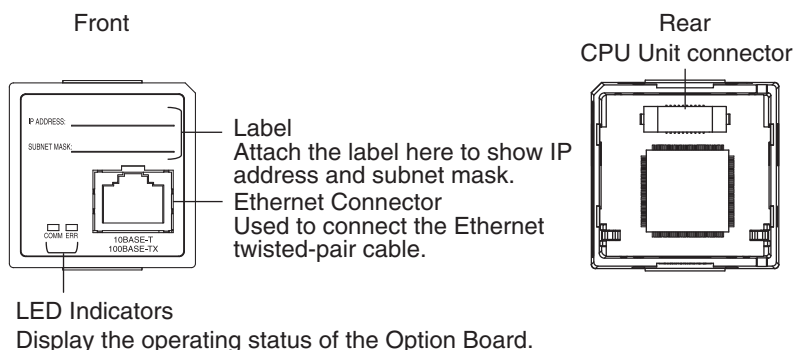 Front
Rear
CPU Unit connector
IP ADDRESS:
SUBNET MASK:
Label
Attach the label here to show IP
address and subnet mask.
Ethernet Connector
Used to connect the Ethernet
twisted-pair cable.
COMM ERR
10BASE-T
100BASE-TX
LED Indicators
Display the operating status of the Option Board.